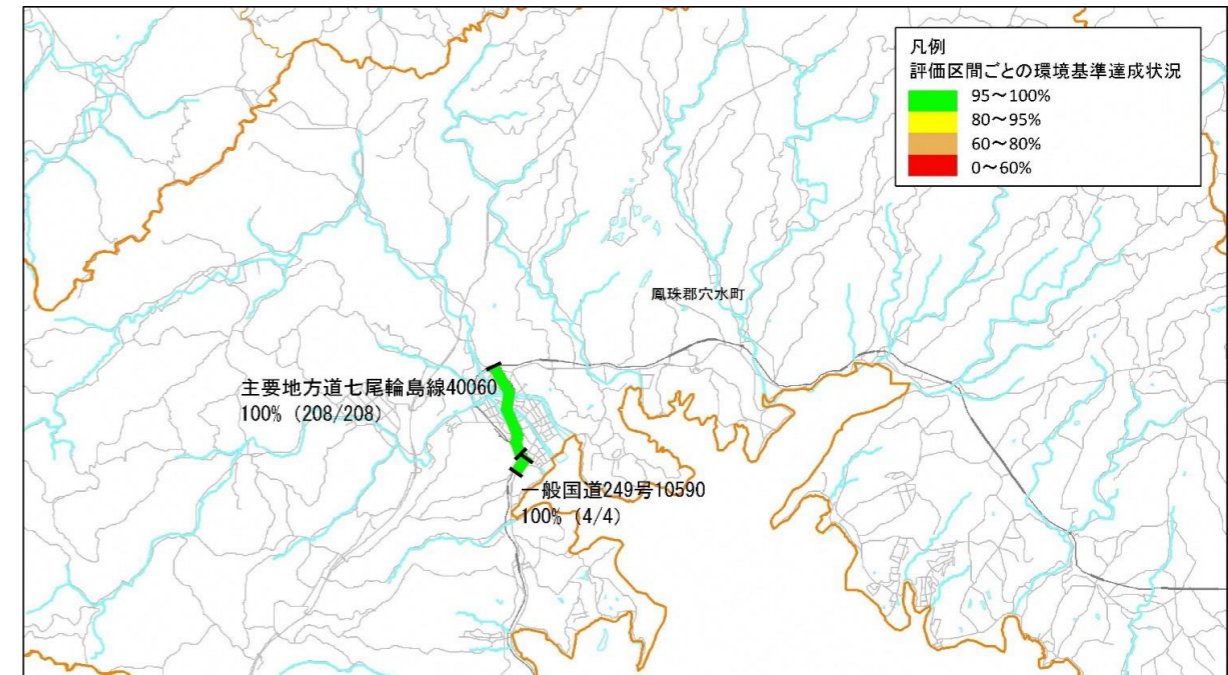 凡例
評価区間ごとの環境基準達成状況
95～100%
80～95%
60～80%
0～60%
鳳珠郡穴水町
主要地方道七尾輪島線40060
100%（208/208）
一般国道249号10590
100%（4/4）